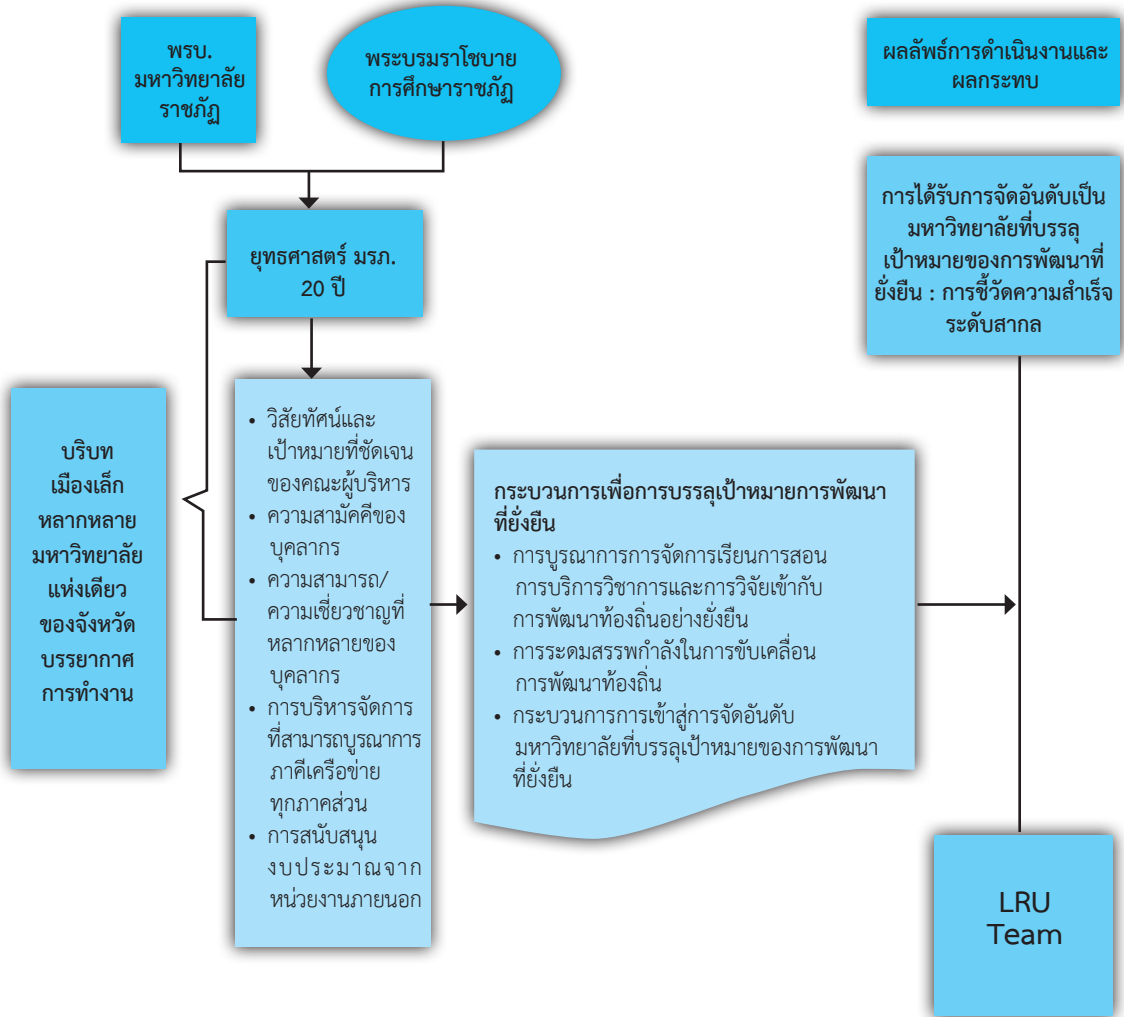 พรบ.
มหาวิทยาลัย
ราชภัฏ
พระบรมราโชบาย
การศึกษาราชภัฏ
ผลลัพธ์การดำเนินงานและ
ผลกระทบ
ยุทธศาสตร์ มรภ.
20 ปี
การได้รับการจัดอันดับเป็น
มหาวิทยาลัยที่บรรลุ
เป้าหมายของการพัฒนาที่
ยั่งยืน : การชี้วัดความสำเร็จ
ระดับสากล
บริบท
เมืองเล็ก
หลากหลาย
มหาวิทยาลัย
แห่งเดียว
ของจังหวัด
บรรยากาศ
การทำงาน
• วิสัยทัศน์และ
เป้าหมายที่ชัดเจน
ของคณะผู้บริหาร
• ความสามัคคีของ
บุคลากร
• ความสามารถ/
ความเชี่ยวชาญที่
หลากหลายของ
บุคลากร
• การบริหารจัดการ
ที่สามารถบูรณาการ
ภาคีเครือข่าย
ทุกภาคส่วน
• การสนับสนุน
งบประมาณจาก
หน่วยงานภายนอก
กระบวนการเพื่อการบรรลุเป้าหมายการพัฒนา
ที่ยั่งยืน
• การบูรณาการการจัดการเรียนการสอน
การบริการวิชาการและการวิจัยเข้ากับ
การพัฒนาท้องถิ่นอย่างยั่งยืน
• การระดมสรรพกำลังในการขับเคลื่อน
การพัฒนาท้องถิ่น
• กระบวนการการเข้าสู่การจัดอันดับ
มหาวิทยาลัยที่บรรลุเป้าหมายของการพัฒนา
ที่ยั่งยืน
LRU
Team